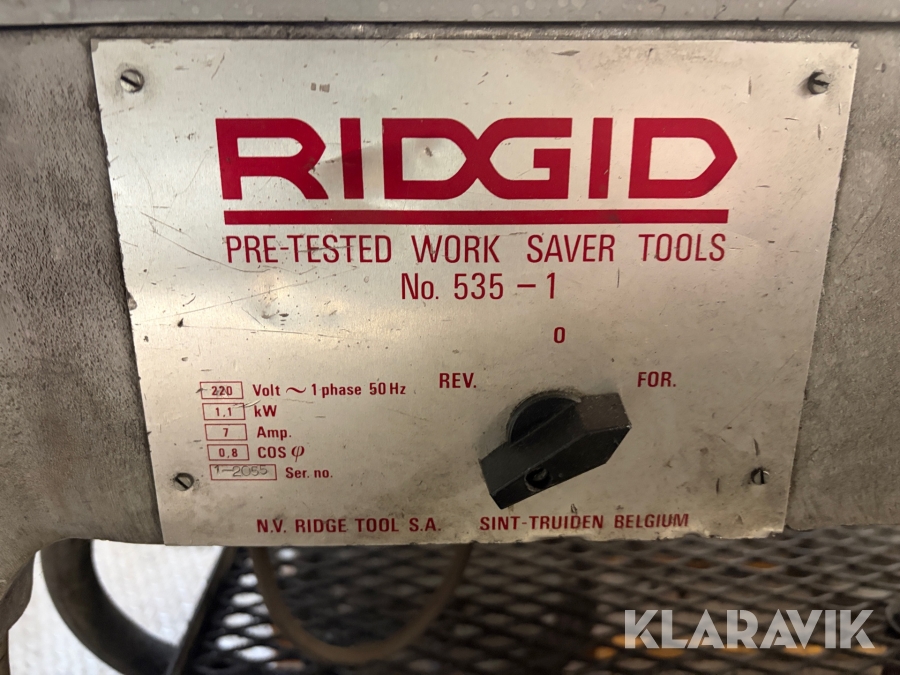 RIDGID
PRE-TESTED WORK SAVER TOOLS
No. 535 – 1
0
REV. FOR.
220 Volt ~ 1 phase 50 Hz
1,1 kW
7 Amp.
0,8 COS φ
1-2065 Ser. no.
N.V. RIDGE TOOL S.A. SINT-TRUIDEN BELGIUM
KLARAVIK